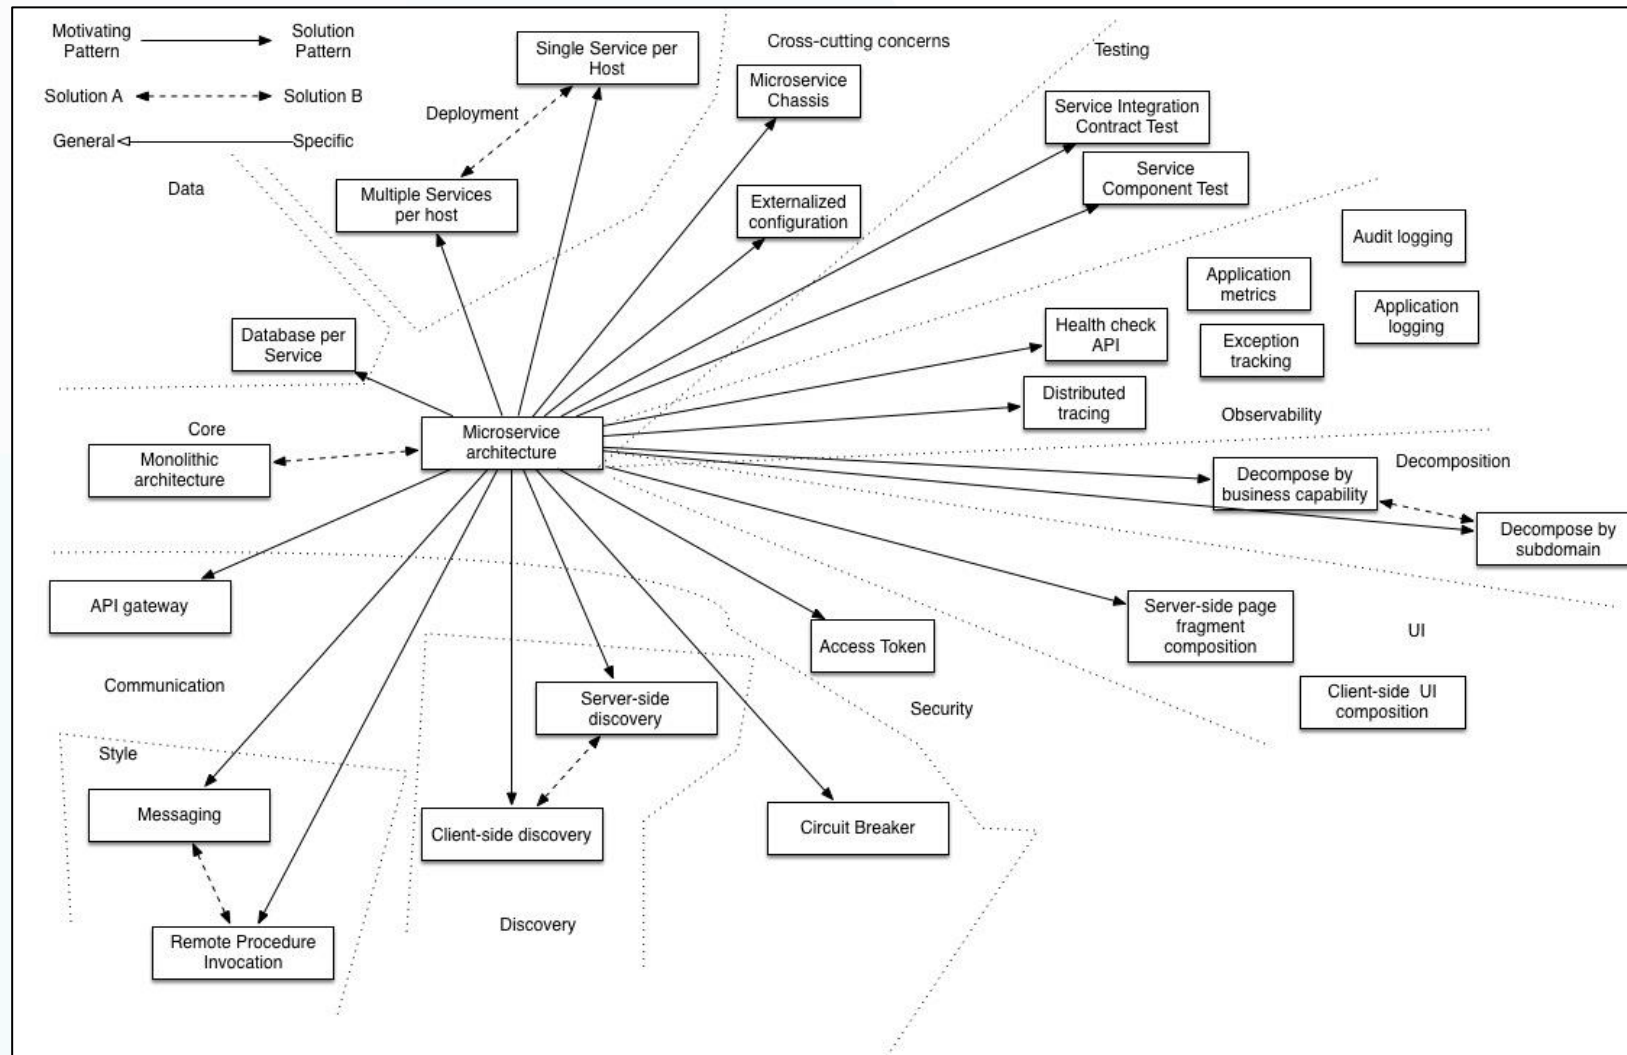 Motivating
Pattern
Solution
Pattern
Solution A
Solution B
General
Specific
Single Service per
Host
Deployment
Multiple Services
per host
Data
Cross-cutting concerns
Microservice
Chassis
Externalized
configuration
Testing
Service Integration
Contract Test
Service
Component Test
Audit logging
Application
metrics
Application
logging
Health check
API
Exception
tracking
Distributed
tracing
Observability
Database per
Service
Core
Monolithic
architecture
Microservice
architecture
Decomposition
Decompose by
business capability
Decompose by
subdomain
API gateway
Communication
Access Token
Server-side page
fragment
composition
UI
Client-side UI
composition
Security
Server-side
discovery
Style
Messaging
Client-side discovery
Circuit Breaker
Discovery
Remote Procedure
Invocation